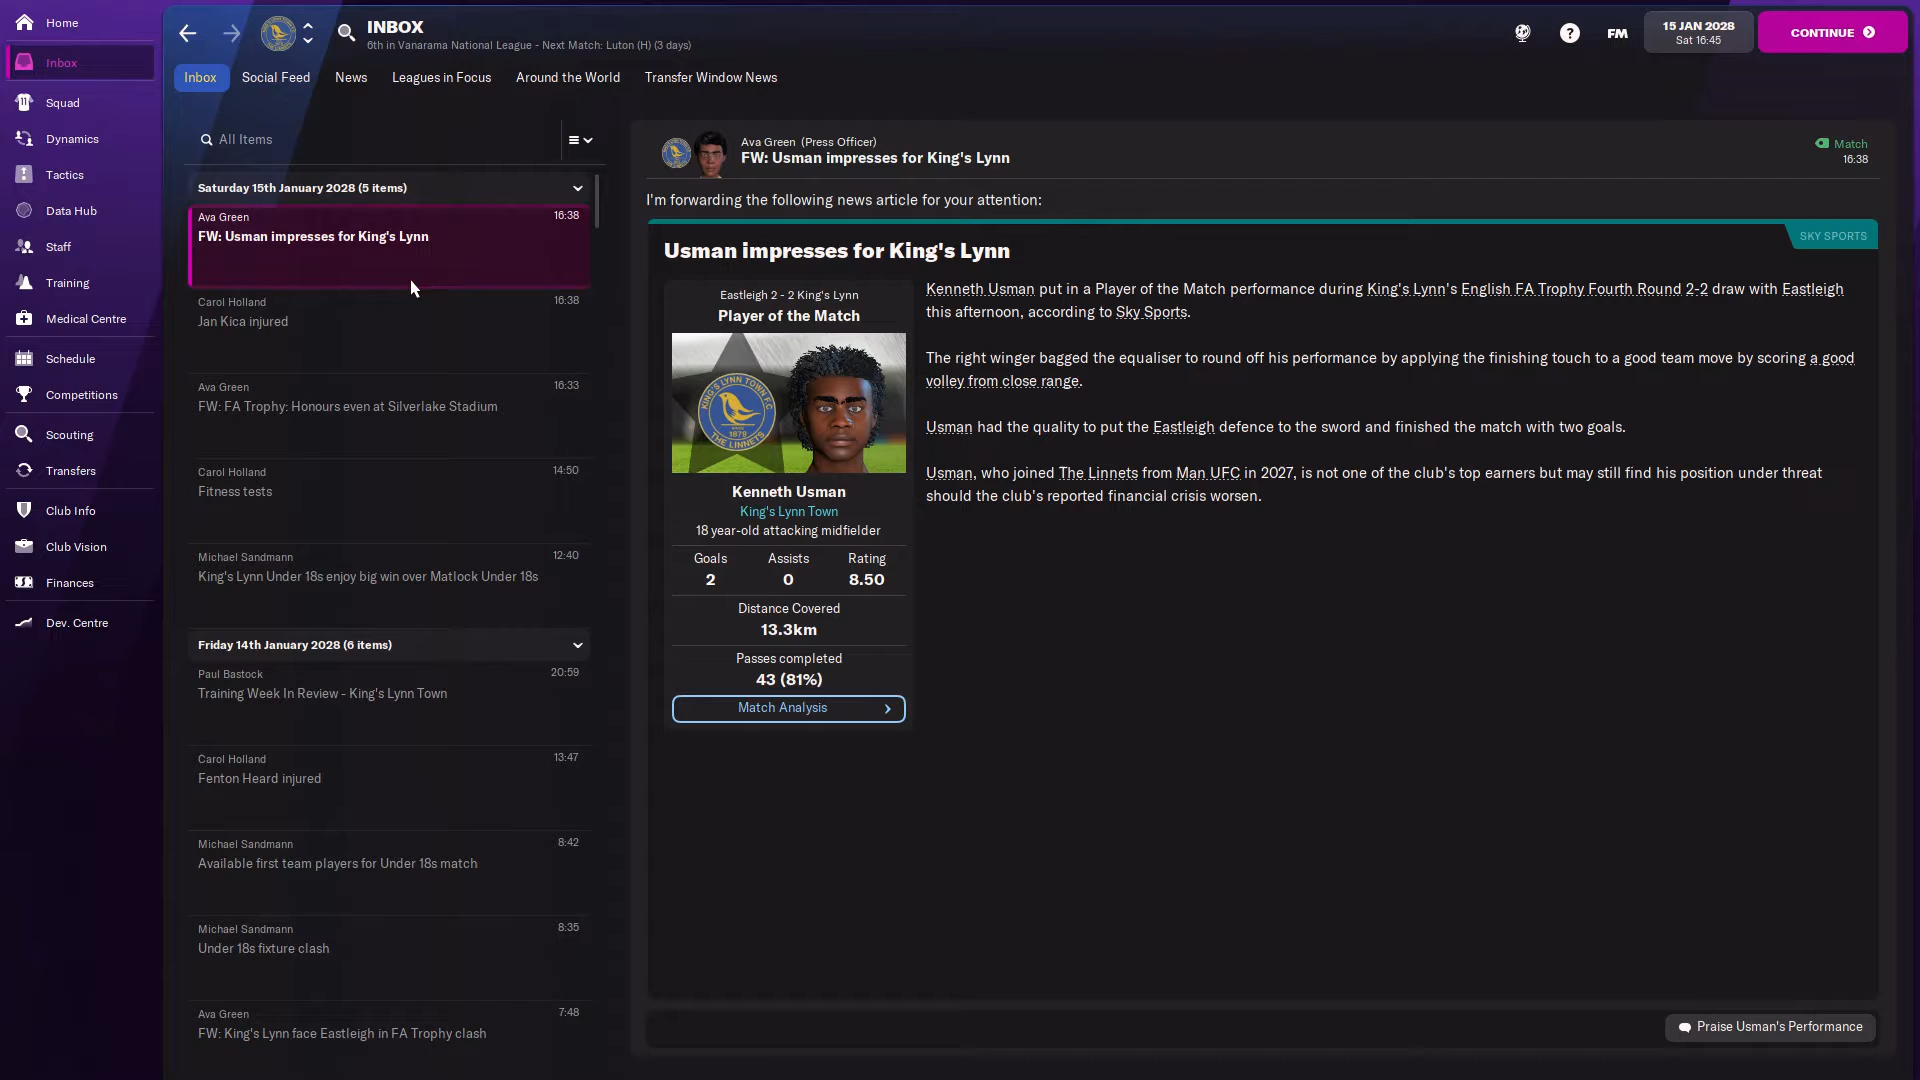 Home
Inbox
Squad
Dynamics
Tactics
Data Hub
Staff
Training
Medical Centre
Schedule
Competitions
Scouting
Transfers
Club Info
Club Vision
Finances
Dev. Centre
INBOX
6th in Vanarama National League - Next Match: Luton (H) (3 days)
FM
15 JAN 2028
Sat 16:45
CONTINUE
Inbox Social Feed News Leagues in Focus Around the World Transfer Window News
All Items
Saturday 15th January 2028 (5 items)
Ava Green 16:38
FW: Usman impresses for King's Lynn
Carol Holland 16:38
Jan Kica injured
Ava Green 16:33
FW: FA Trophy: Honours even at Silverlake Stadium
Carol Holland 14:50
Fitness tests
Michael Sandmann 12:40
King's Lynn Under 18s enjoy big win over Matlock Under 18s
Friday 14th January 2028 (6 items)
Paul Bastock 20:59
Training Week In Review - King's Lynn Town
Carol Holland 13:47
Fenton Heard injured
Michael Sandmann 8:42
Available first team players for Under 18s match
Michael Sandmann 8:35
Under 18s fixture clash
Ava Green 7:48
FW: King's Lynn face Eastleigh in FA Trophy clash
Ava Green (Press Officer)
FW: Usman impresses for King's Lynn
Match
16:38
I'm forwarding the following news article for your attention:
SKY SPORTS
Usman impresses for King's Lynn
Eastleigh 2 - 2 King's Lynn
Player of the Match
KING'S LYNN TOWN F.C
1879
THE LINNETS
Kenneth Usman
King's Lynn Town
18 year-old attacking midfielder
Goals Assists Rating
2 0 8.50
Distance Covered
13.3km
Passes completed
43 (81%)
Match Analysis
Kenneth Usman put in a Player of the Match performance during King's Lynn's English FA Trophy Fourth Round 2-2 draw with Eastleigh
this afternoon, according to Sky Sports.
The right winger bagged the equaliser to round off his performance by applying the finishing touch to a good team move by scoring a good
volley from close range.
Usman had the quality to put the Eastleigh defence to the sword and finished the match with two goals.
Usman, who joined The Linnets from Man UFC in 2027, is not one of the club's top earners but may still find his position under threat
should the club's reported financial crisis worsen.
Praise Usman's Performance